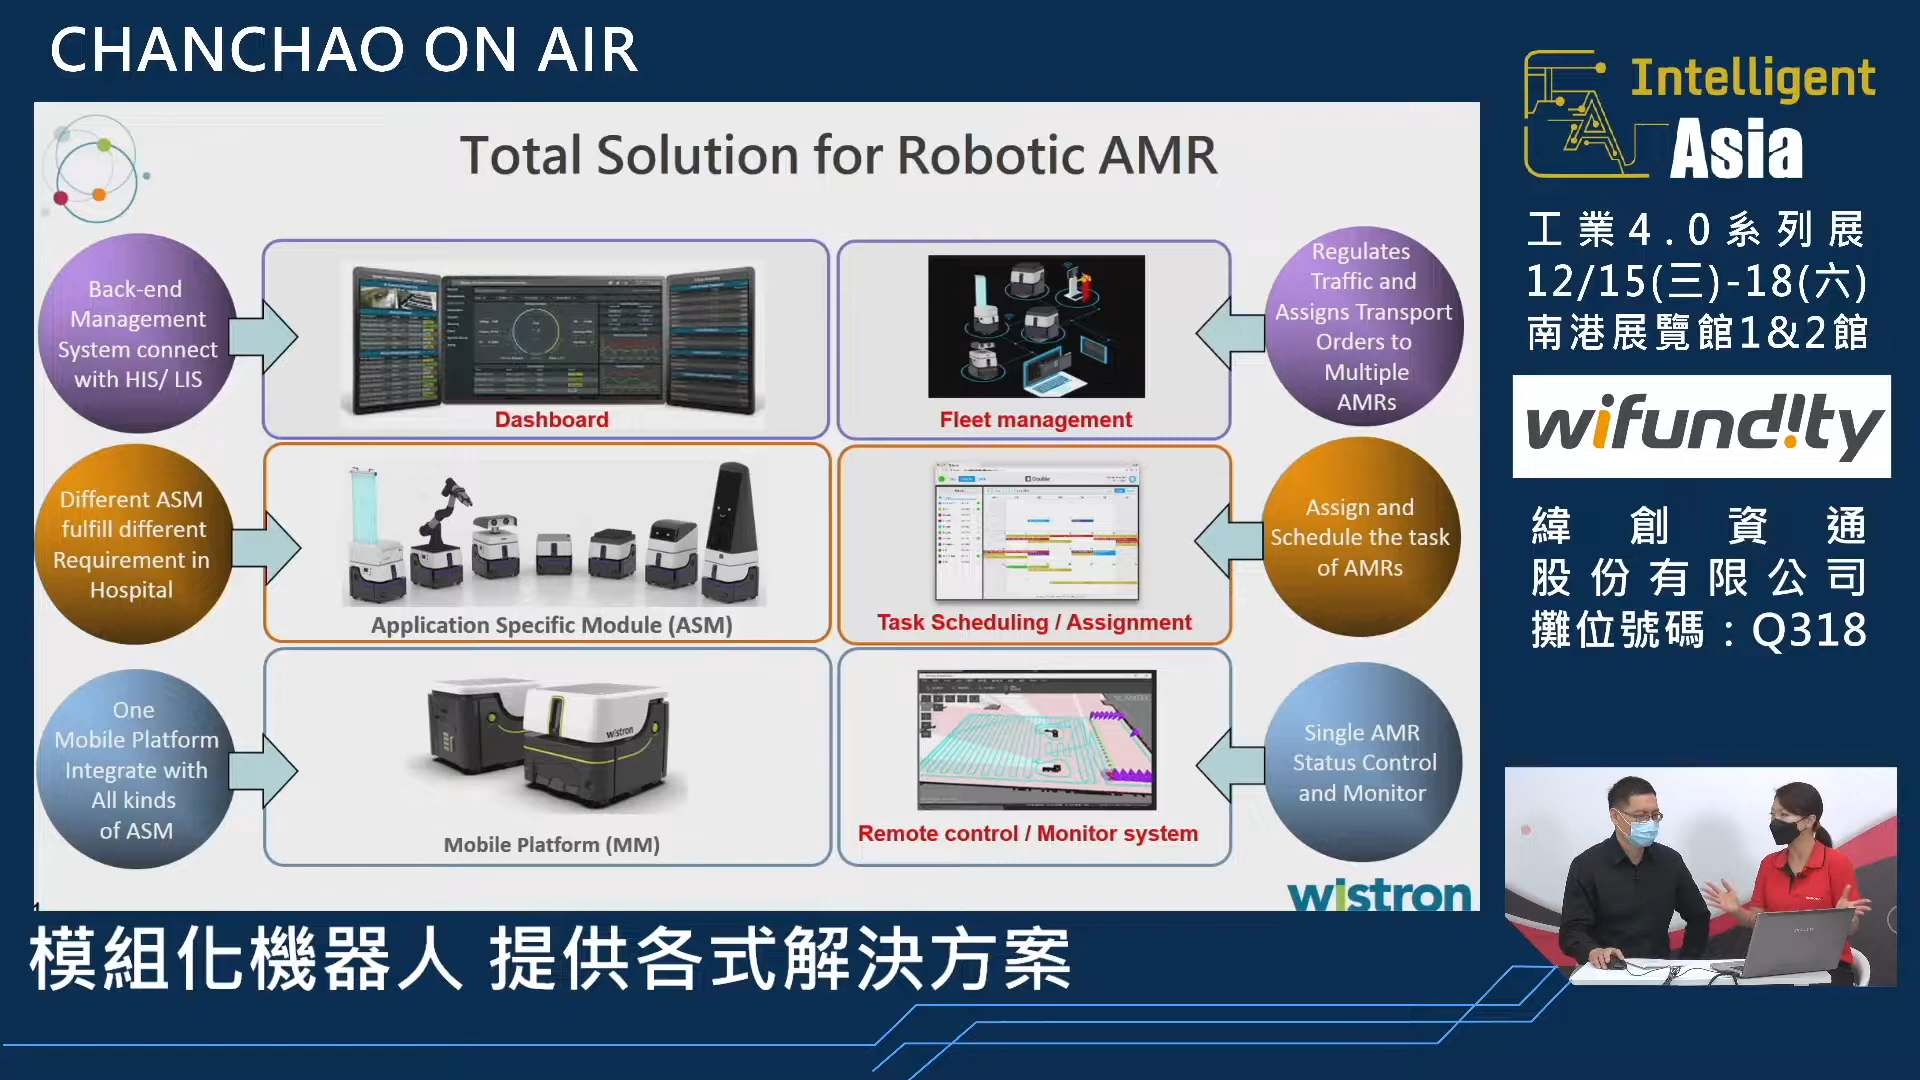 CHANCHAO ON AIR
Intelligent
Asia
工業4.0系列展
12/15(三)-18(六)
南港展覽館1&2館
wifundity
緯創資通
股份有限公司
攤位號碼：Q318
Total Solution for Robotic AMR
Back-end
Management
System connect
with HIS/ LIS
Dashboard
Fleet management
Regulates
Traffic and
Assigns Transport
Orders to
Multiple
AMRs
Different ASM
fulfill different
Requirement in
Hospital
Application Specific Module (ASM)
Double
Task Scheduling / Assignment
Assign and
Schedule the task
of AMRs
One
Mobile Platform
Integrate with
All kinds
of ASM
wistron
Mobile Platform (MM)
Remote control / Monitor system
Single AMR
Status Control
and Monitor
wistron
模組化機器人 提供各式解決方案